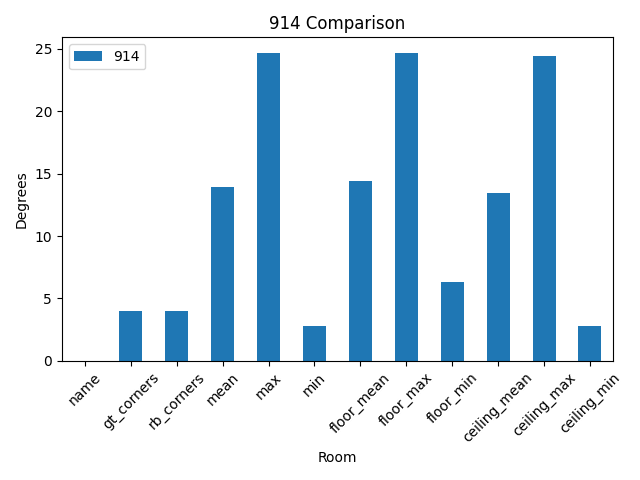 914 Comparison
914
Degrees
25
20
15
10
5
0
name
gt_corners
rb_corners
mean
max
min
floor_mean
floor_max
floor_min
ceiling_mean
ceiling_max
ceiling_min
Room